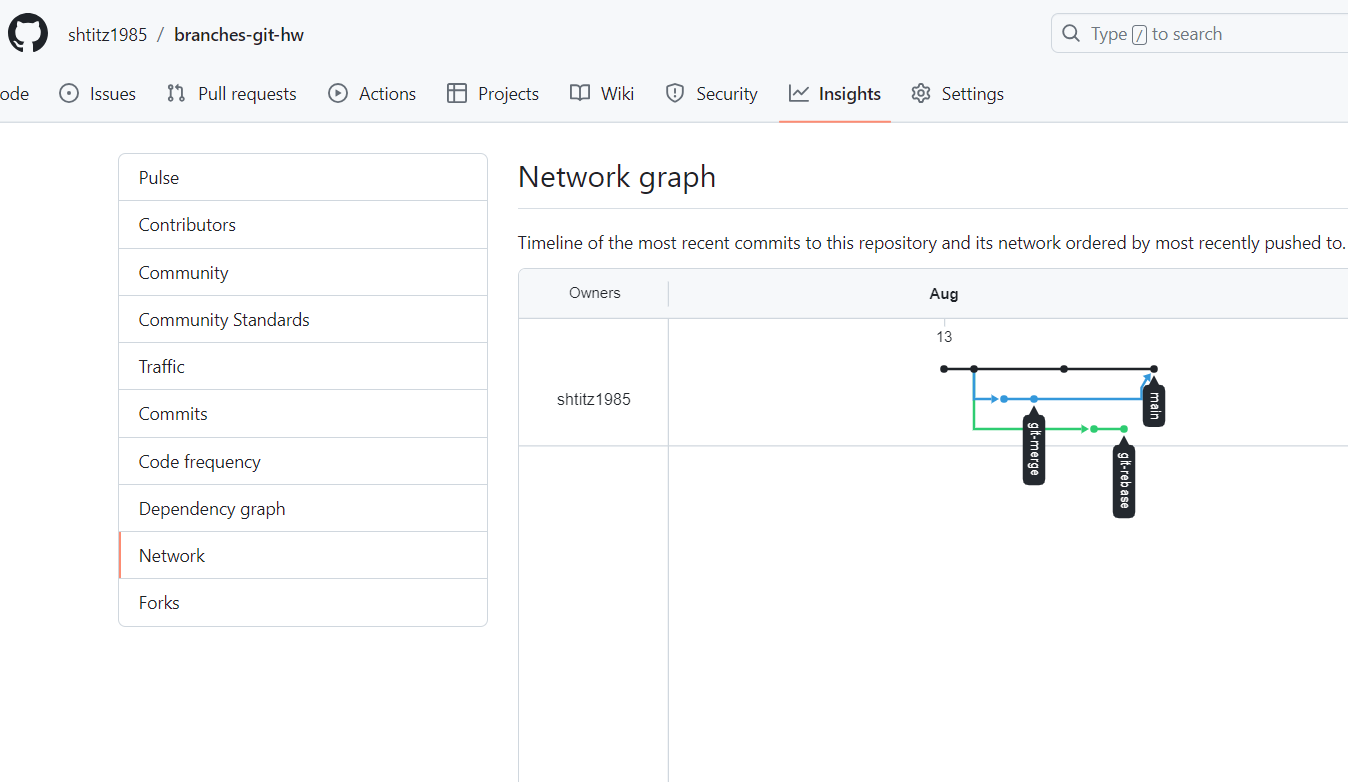 shtitz1985 / branches-git-hw
Type / to search
ode Issues Pull requests Actions Projects Wiki Security Insights Settings
Pulse
Contributors
Community
Community Standards
Traffic
Commits
Code frequency
Dependency graph
Network
Forks
Network graph
Timeline of the most recent commits to this repository and its network ordered by most recently pushed to.
Owners
Aug
13
shtitz1985
main
git-merge
git-rebase